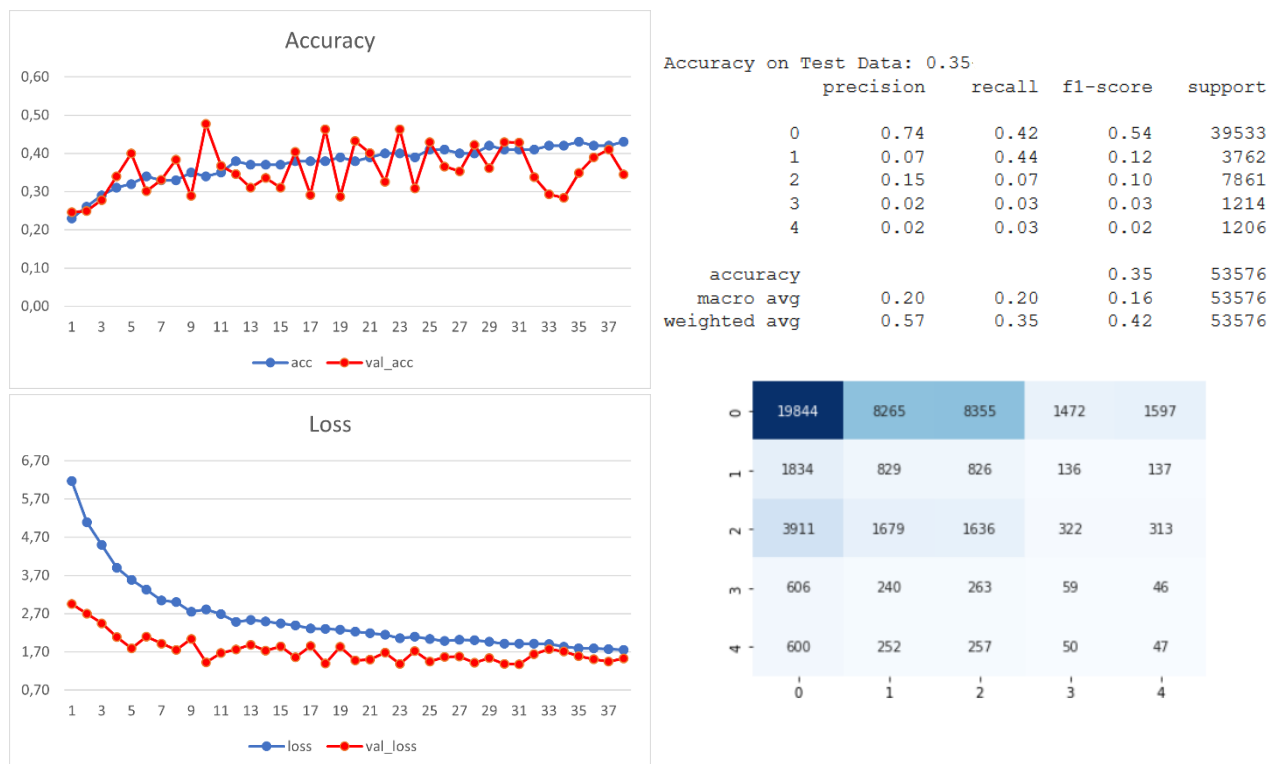 Accuracy
0,60
0,50
0,40
0,30
0,20
0,10
0,00
1 3 5 7 9 11 13 15 17 19 21 23 25 27 29 31 33 35 37
acc val_acc
Loss
6,70
5,70
4,70
3,70
2,70
1,70
0,70
1 3 5 7 9 11 13 15 17 19 21 23 25 27 29 31 33 35 37
loss val_loss
Accuracy on Test Data: 0.35
precision recall f1-score support
0 0.74 0.42 0.54 39533
1 0.07 0.44 0.12 3762
2 0.15 0.07 0.10 7861
3 0.02 0.03 0.03 1214
4 0.02 0.03 0.02 1206
accuracy 0.35 53576
macro avg 0.20 0.20 0.16 53576
weighted avg 0.57 0.35 0.42 53576
0 19844 8265 8355 1472 1597
1 1834 829 826 136 137
2 3911 1679 1636 322 313
3 606 240 263 59 46
4 600 252 257 50 47
0 1 2 3 4